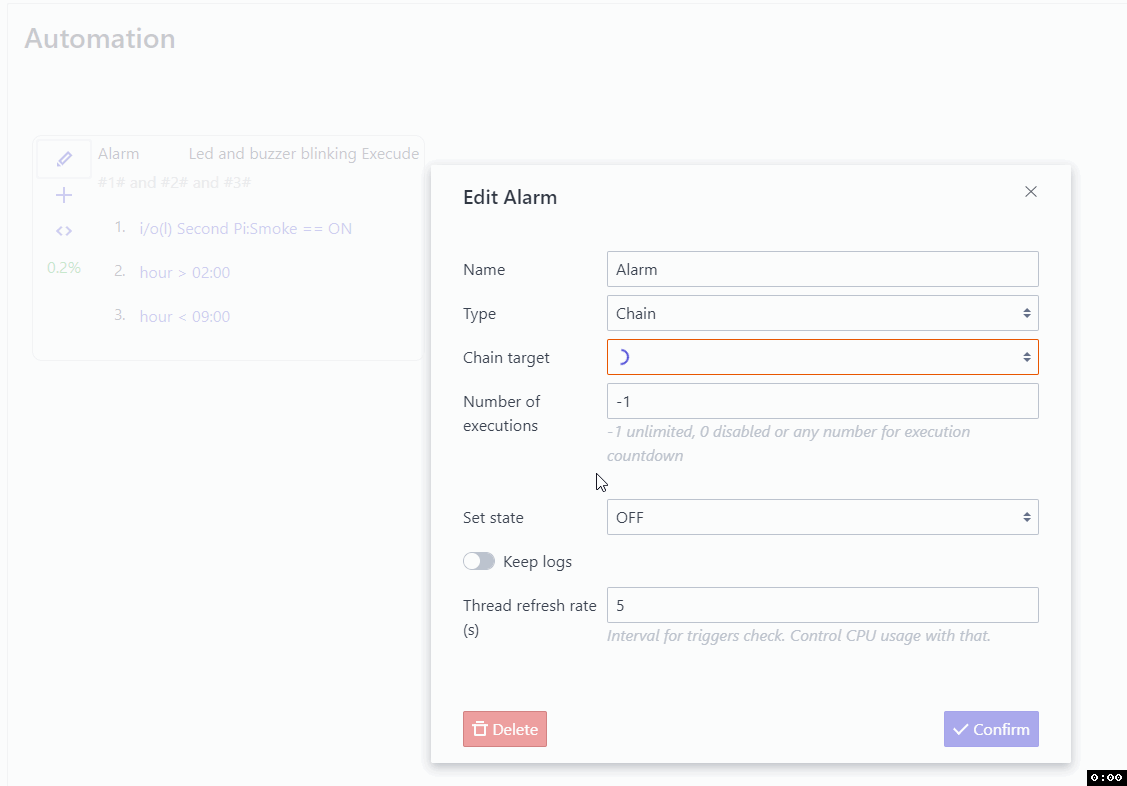 Automation
Alarm Led and buzzer blinking Execude
#1# and #2# and #3#
1. i/o(l) Second Pi:Smoke == ON
0.2%
2. hour > 02:00
3. hour < 09:00
Edit Alarm
Name Alarm
Type Chain
Chain target
Number of executions -1
-1 unlimited, 0 disabled or any number for execution
countdown
Set state OFF
Keep logs
Thread refresh rate (s) 5
Interval for triggers check. Control CPU usage with that.
Delete
Confirm
0:00